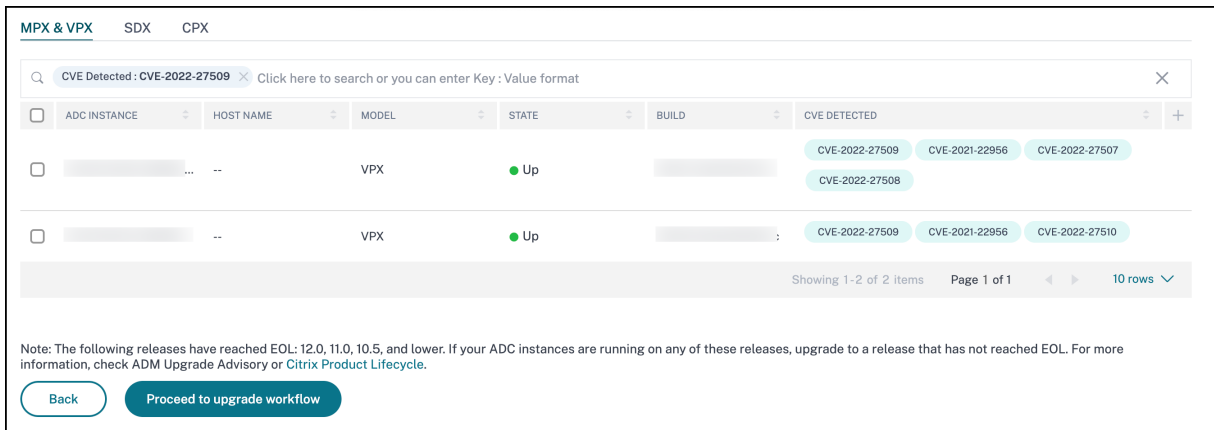 MPX & VPX SDX CPX
CVE Detected : CVE-2022-27509 Click here to search or you can enter Key : Value format
ADC INSTANCE HOST NAME MODEL STATE BUILD CVE DETECTED
CVE-2022-27509 CVE-2021-22956 CVE-2022-27507
... -- VPX Up
CVE-2022-27508
-- VPX Up : CVE-2022-27509 CVE-2021-22956 CVE-2022-27510
Showing 1-2 of 2 items Page 1 of 1 10 rows
Note: The following releases have reached EOL: 12.0, 11.0, 10.5, and lower. If your ADC instances are running on any of these releases, upgrade to a release that has not reached EOL. For more
information, check ADM Upgrade Advisory or Citrix Product Lifecycle.
Back Proceed to upgrade workflow